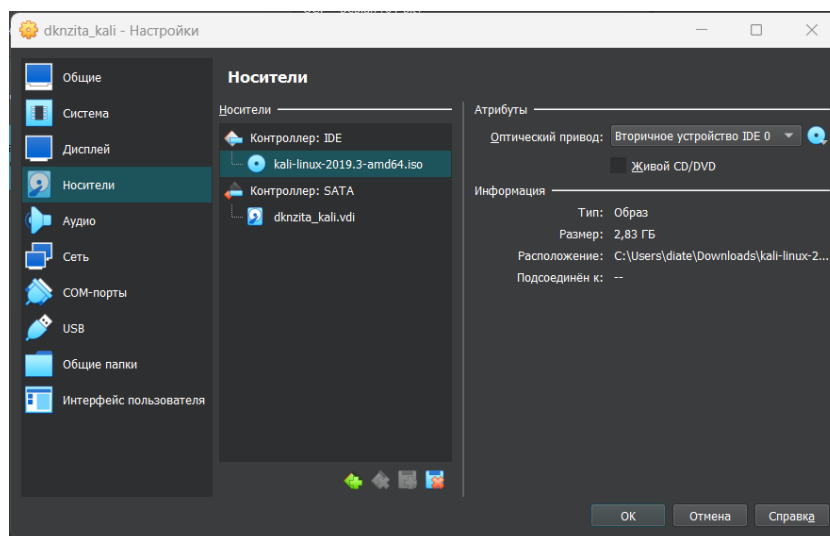 dknzita_kali - Настройки
Общие
Система
Дисплей
Носители
Аудио
Сеть
COM-порты
USB
Общие папки
Интерфейс пользователя
Носители
Носители
Контроллер: IDE
kali-linux-2019.3-amd64.iso
Контроллер: SATA
dknzita_kali.vdi
Атрибуты
Оптический привод: Вторичное устройство IDE 0
Живой CD/DVD
Информация
Тип: Образ
Размер: 2,83 ГБ
Расположение: C:\Users\diate\Downloads\kali-linux-2...
Подсоединён к: --
OK Отмена Справка